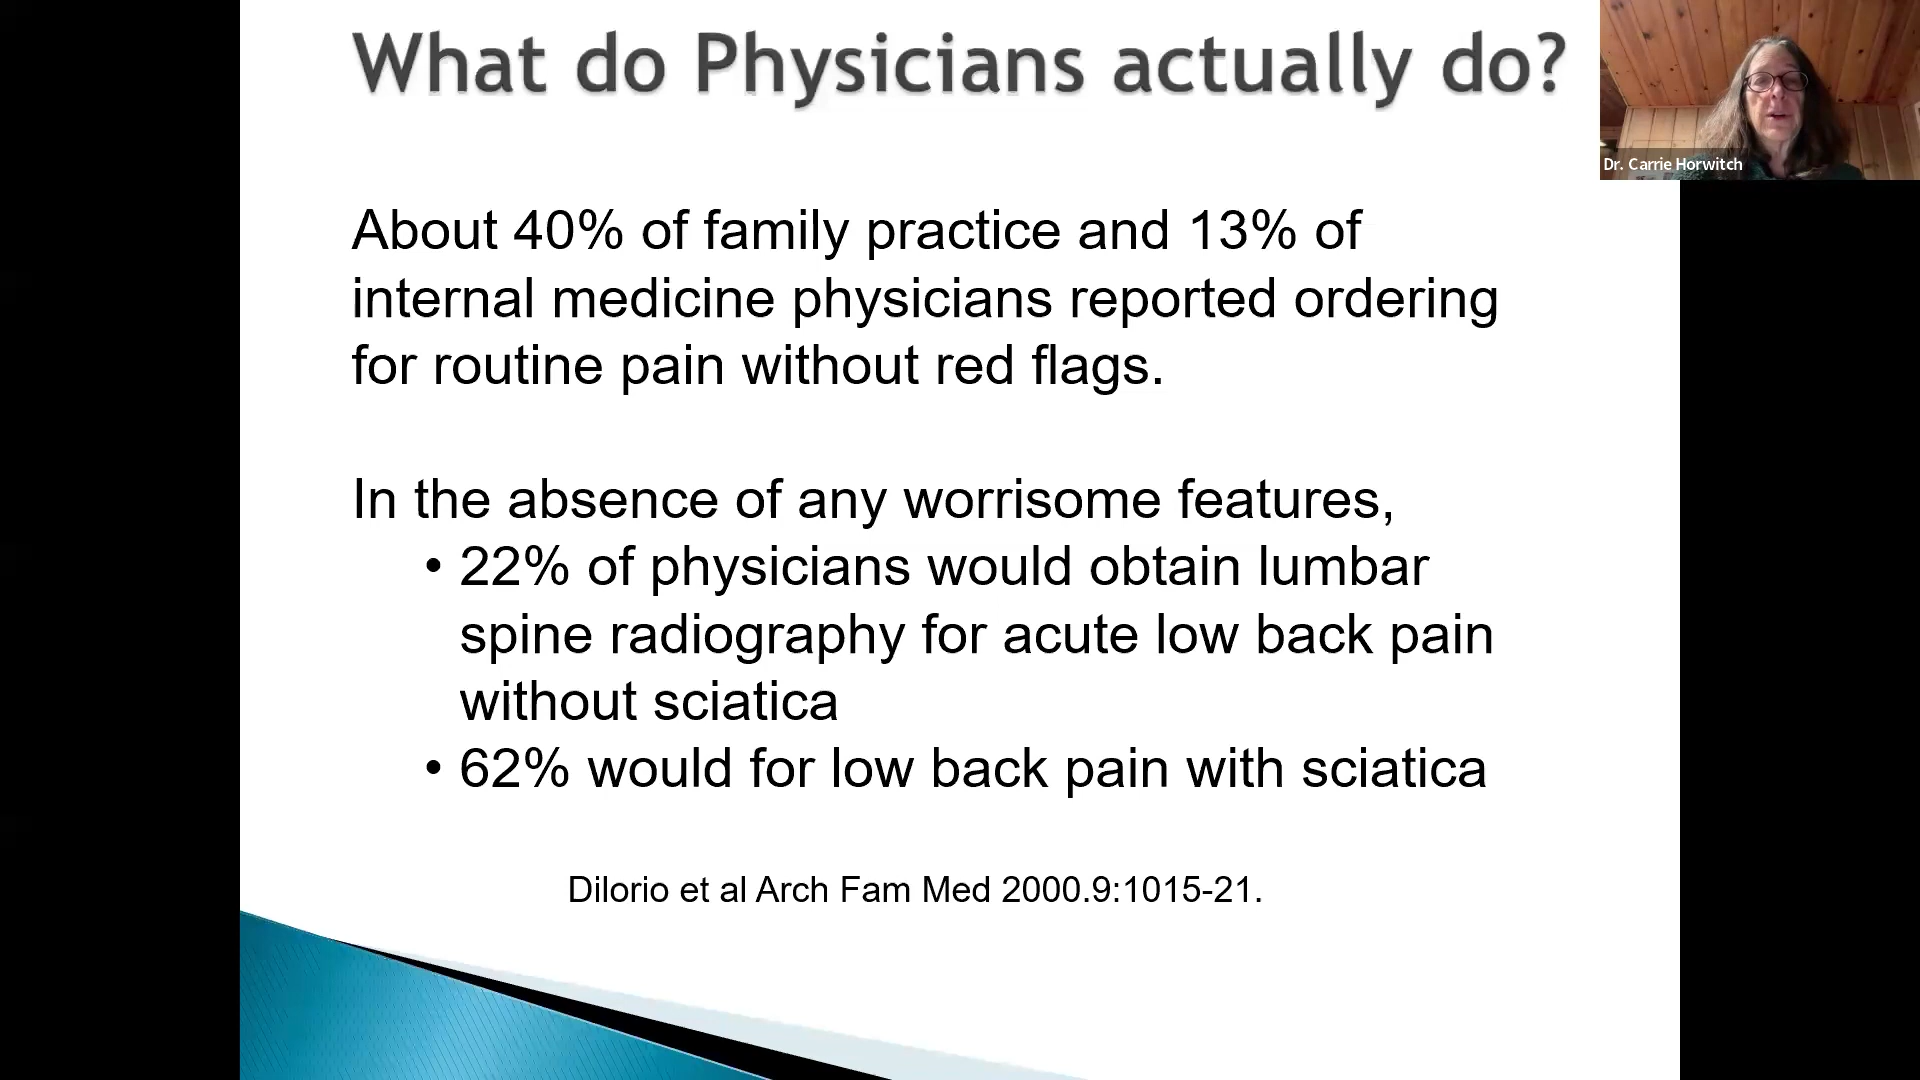 What do Physicians actually do?
Dr. Carrie Horwitch
About 40% of family practice and 13% of
internal medicine physicians reported ordering
for routine pain without red flags.
In the absence of any worrisome features,
• 22% of physicians would obtain lumbar
spine radiography for acute low back pain
without sciatica
• 62% would for low back pain with sciatica
Dilorio et al Arch Fam Med 2000.9:1015-21.